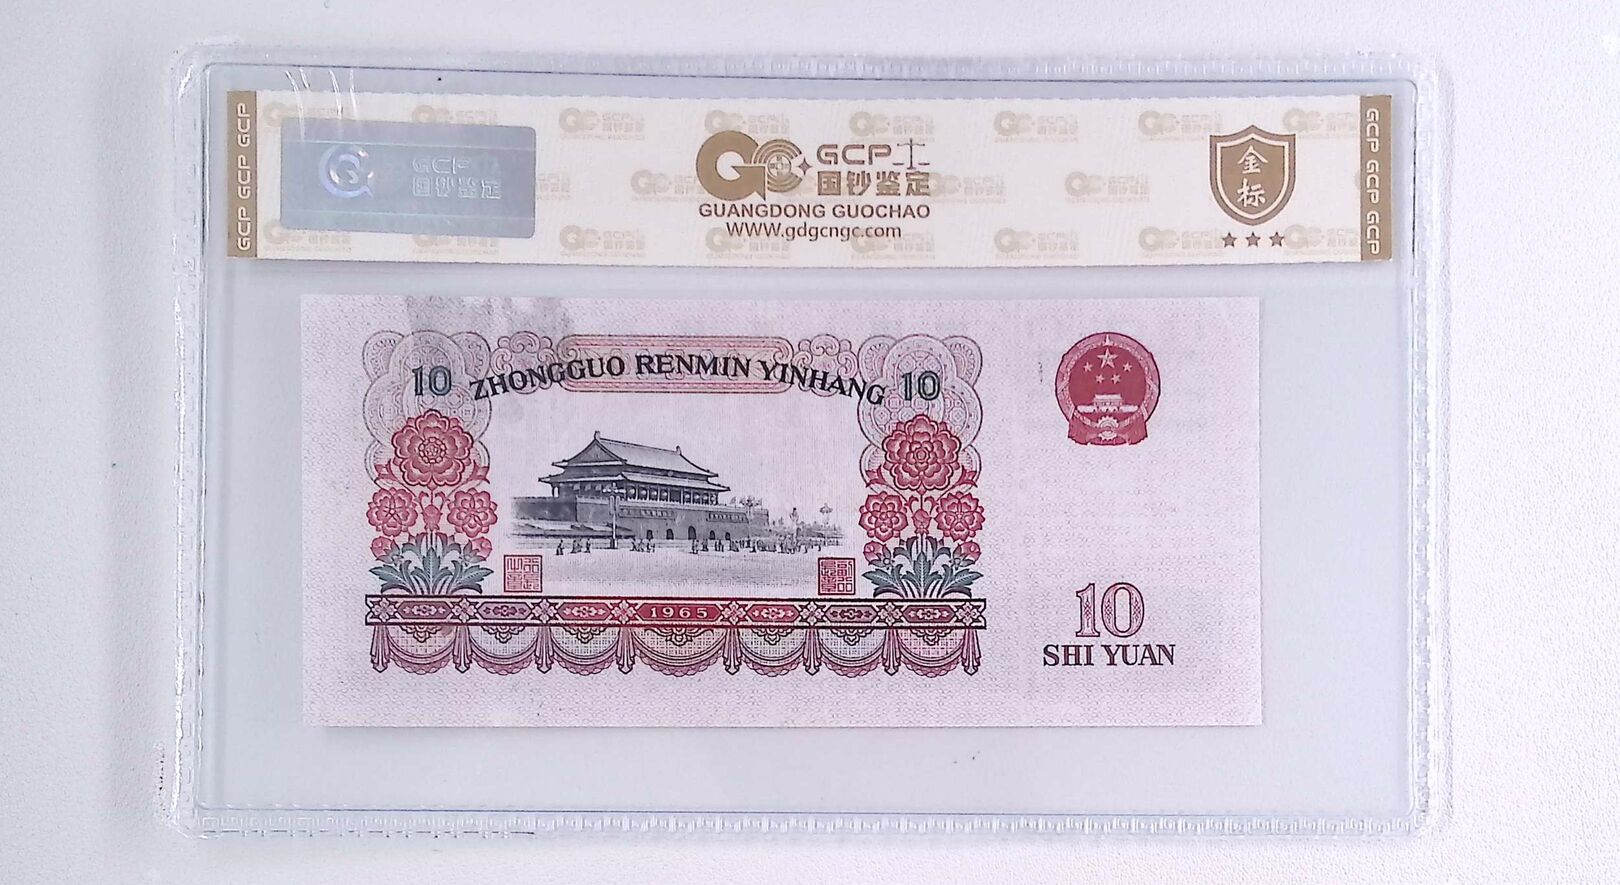 GCP GCP GCP
GCP
国钞鉴定
GCP
国钞鉴定
GUANGDONG GUOCHAO
WWW.gdgcngc.com
金标
GCP GCP GCP
10 ZHONGGUO RENMIN YINHANG 10
1965
10
SHI YUAN